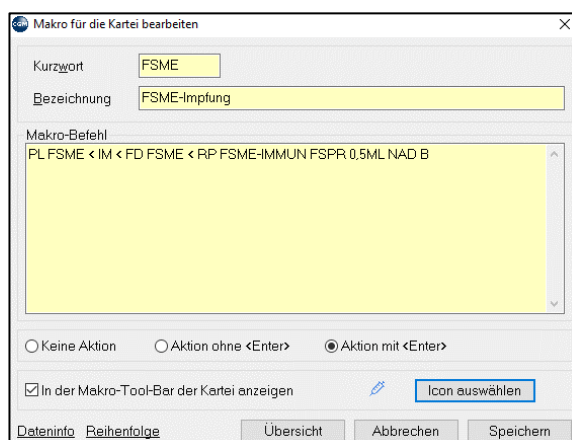 CGM Makro für die Kartei bearbeiten
Kurzwort FSME
Bezeichnung FSME-Impfung
Makro-Befehl
PL FSME < IM < FD FSME < RP FSME-IMMUN FSPR 0,5ML NAD B
Keine Aktion Aktion ohne <Enter> Aktion mit <Enter>
In der Makro-Tool-Bar der Kartei anzeigen Icon auswählen
Dateninfo Reihenfolge Übersicht Abbrechen Speichern